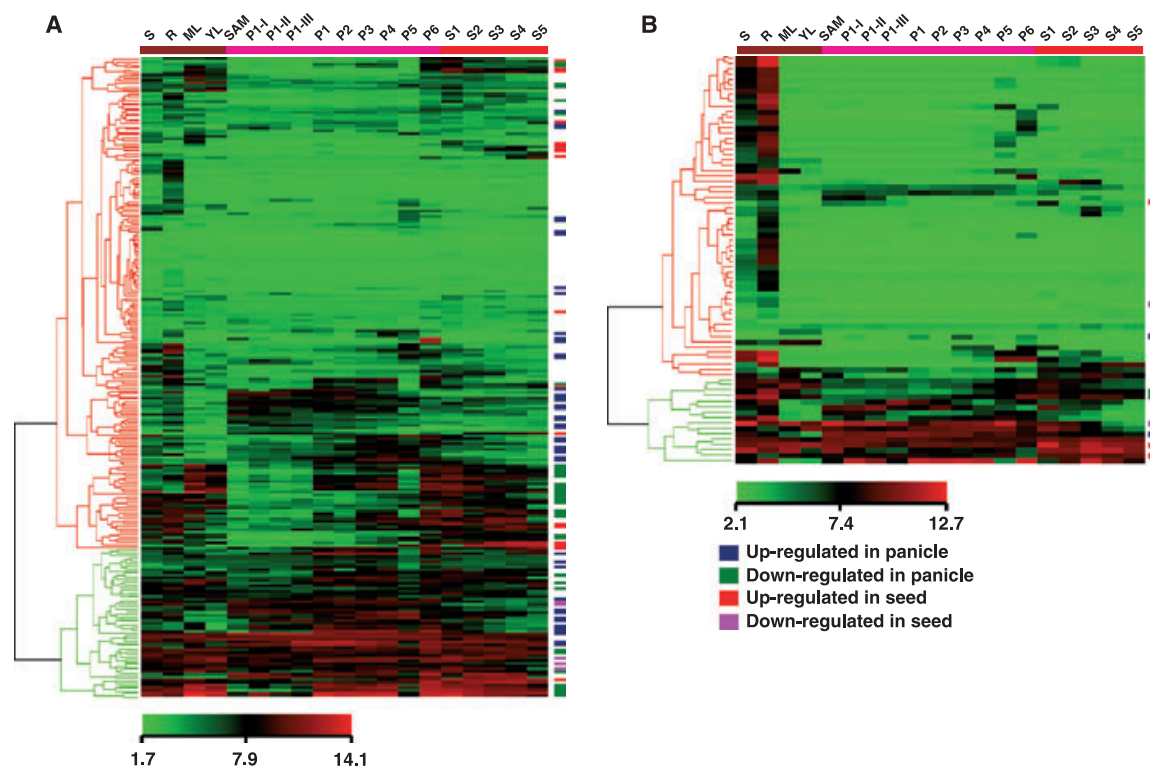 A
S R ML YL SAM P1-I P1-II P1-III P1 P2 P3 P4 P5 P6 S1 S2 S3 S4 S5
1.7 7.9 14.1
B
S R ML YL SAM P1-I P1-II P1-III P1 P2 P3 P4 P5 P6 S1 S2 S3 S4 S5
2.1 7.4 12.7
Up-regulated in panicle
Down-regulated in panicle
Up-regulated in seed
Down-regulated in seed